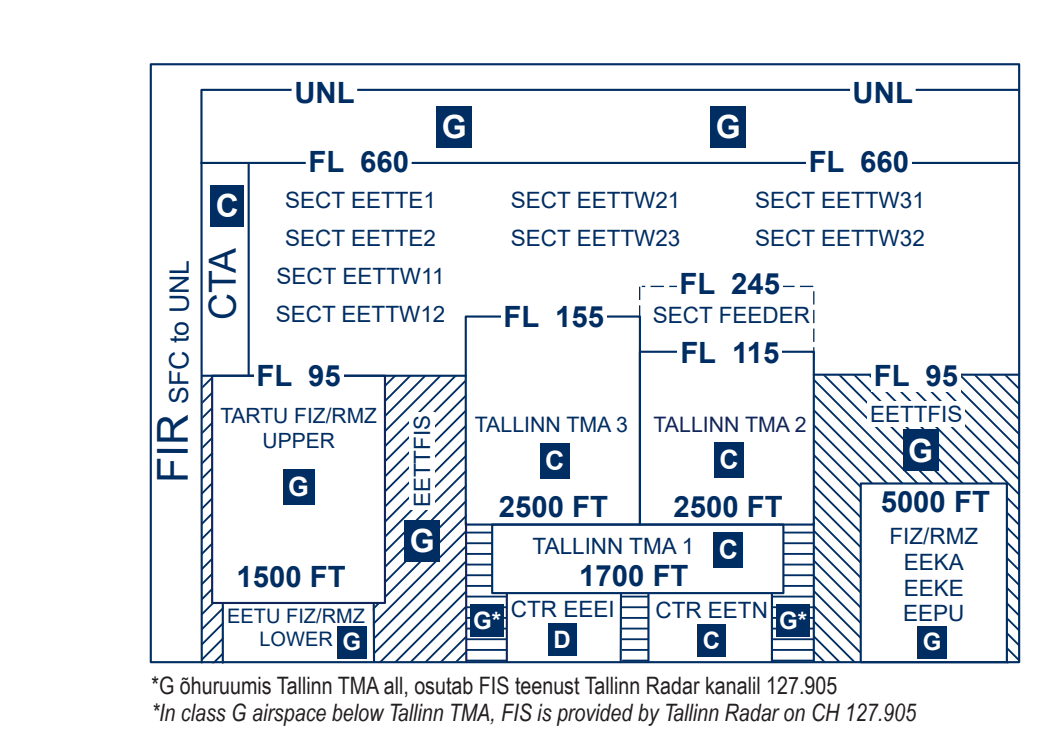 UNL UNL
G G
FL 660 FL 660
C SECT EETTE1 SECT EETTW21 SECT EETTW31
SECT EETTE2 SECT EETTW23 SECT EETTW32
SECT EETTW11
SECT EETTW12
FIR SFC to UNL
CTA
FL 245
SECT FEEDER
FL 155
FL 115
FL 95 FL 95
TARTU FIZ/RMZ
UPPER
G
1500 FT
EETU FIZ/RMZ
LOWER G
EETTFIS
G
TALLINN TMA 3
C
2500 FT
TALLINN TMA 2
C
2500 FT
TALLINN TMA 1 C
1700 FT
G*
CTR EEEI
D
CTR EETN
C
G*
EETTFIS
G
5000 FT
FIZ/RMZ
EEKA
EEKE
EEPU
G
*G õhuruumis Tallinn TMA all, osutab FIS teenust Tallinn Radar kanalil 127.905
*In class G airspace below Tallinn TMA, FIS is provided by Tallinn Radar on CH 127.905